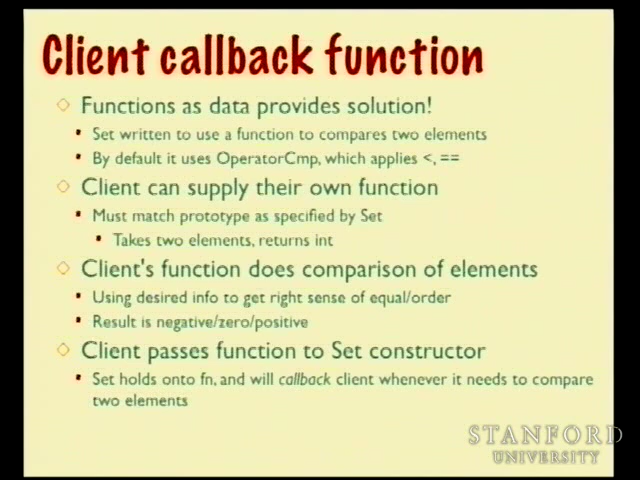 Client callback function
Functions as data provides solution!
Set written to use a function to compares two elements
By default it uses OperatorCmp, which applies <, ==
Client can supply their own function
Must match prototype as specified by Set
Takes two elements, returns int
Client's function does comparison of elements
Using desired info to get right sense of equal/order
Result is negative/zero/positive
Client passes function to Set constructor
Set holds onto fn, and will callback client whenever it needs to compare
two elements
STANFORD
UNIVERSITY